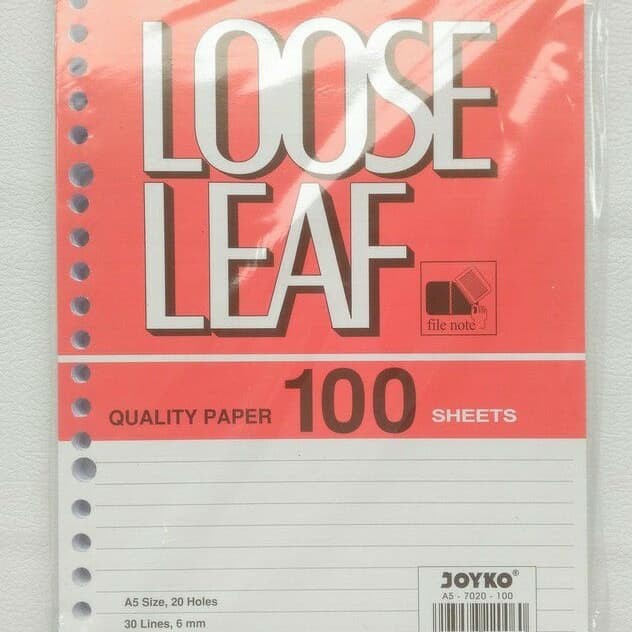 LOOSE
LEAF
file note
QUALITY PAPER 100 SHEETS
JOYKO®
A5 - 7020 - 100
A5 Size, 20 Holes
30 Lines, 6 mm